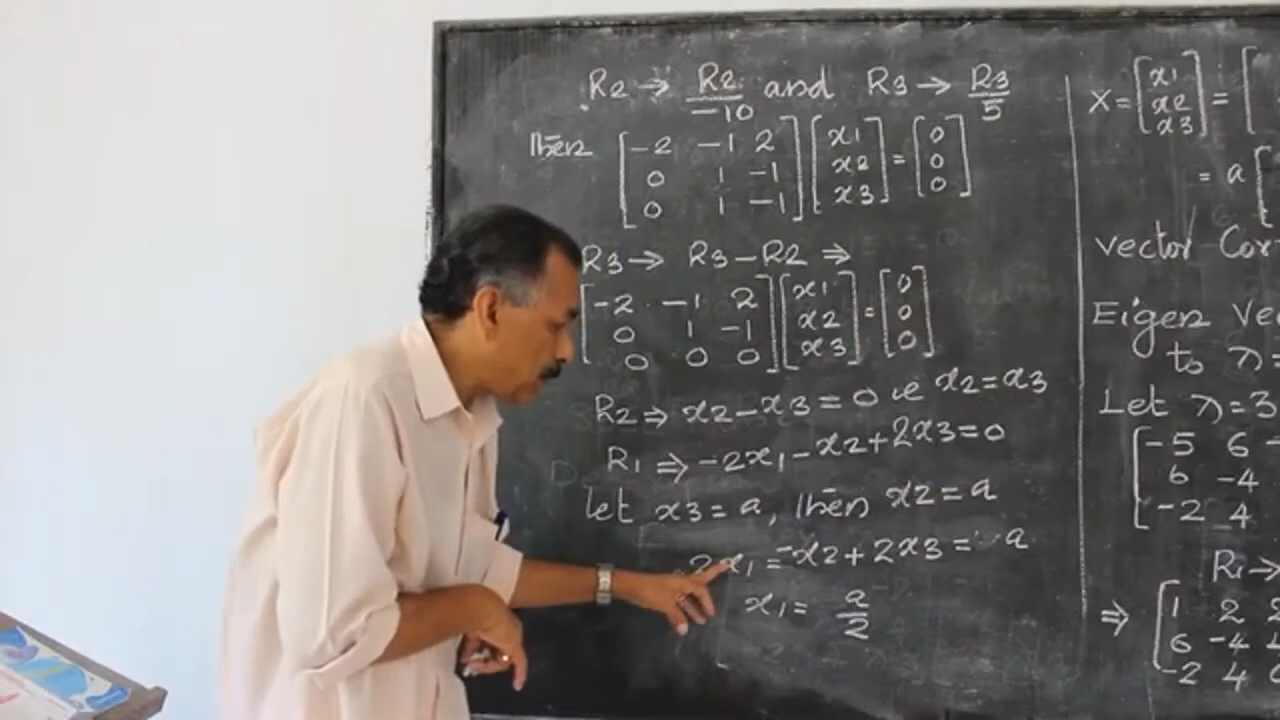 R2 → R2/-10 and R3 → R3/5
Then [-2 -1 2] [x1] = [0]
[0 1 -1] [x2] [0]
[0 1 -1] [x3] [0]
R3 → R3-R2 ⇒
[-2 -1 2] [x1] = [0]
[0 1 -1] [x2] [0]
[0 0 0] [x3] [0]
R2 ⇒ x2-x3=0 ie x2=x3
R1 ⇒ -2x1-x2+2x3=0
let x3=a, then x2=a
2x1=-x2+2x3= a
x1= a/2
X = [x1] = [
[x2]
[x3]
= a [
vector Cor
Eigen Ve
to λ=
Let λ=3
[-5 6 -
6 -4
-2 4
R1 →
⇒ [1 2 2
6 -4
-2 4